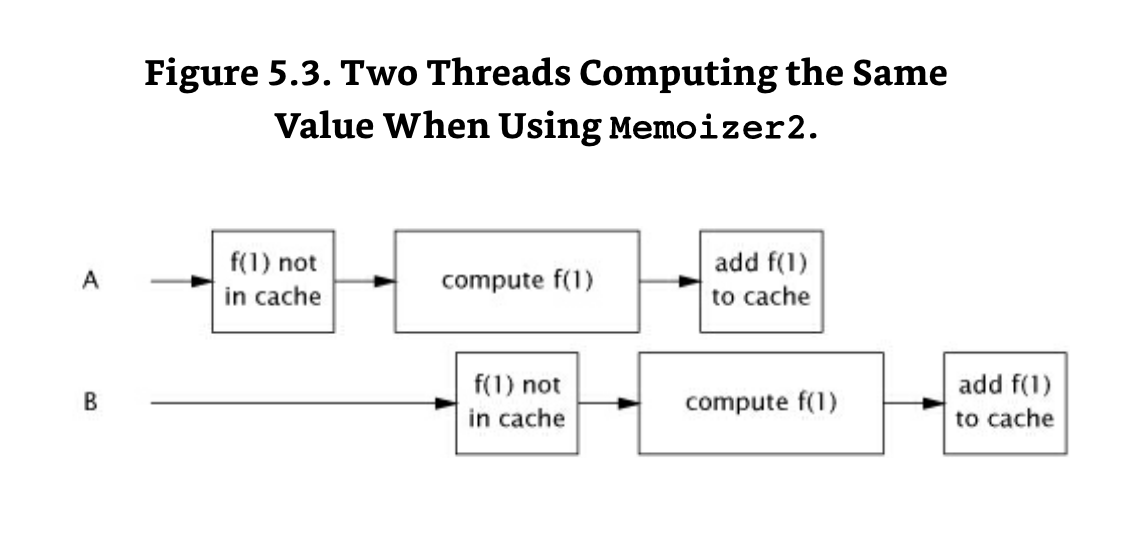 Figure 5.3. Two Threads Computing the Same
Value When Using Memoizer2.
A
f(1) not
in cache
compute f(1)
add f(1)
to cache
B
f(1) not
in cache
compute f(1)
add f(1)
to cache